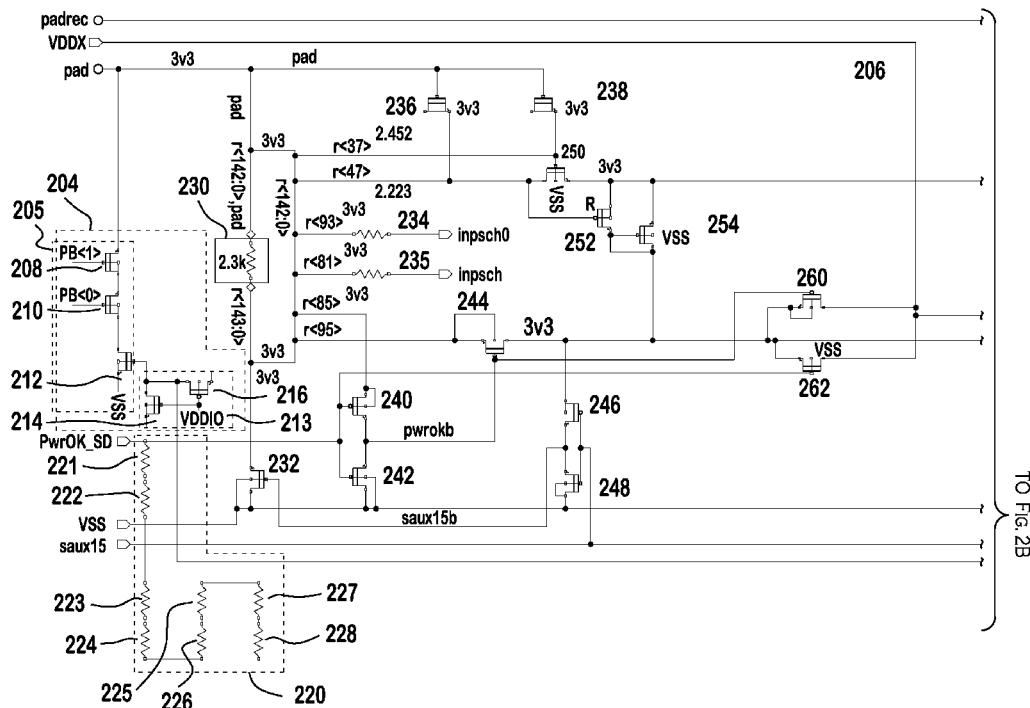 padrec
VDDX
pad
3v3
pad
206
236
3v3
3v3
238
pad
r<142:0>,pad
3v3
r<37>
2.452
250
3v3
r<47>
2.223
VSS
204
230
r<142:0>
R
252
VSS
254
205
PB<1>
208
r<93>
3v3
234
inpsch0
2.3k
3v3
r<81>
235
inpsch
PB<0>
210
r<143:0>
r<85>
3v3
244
260
r<95>
3v3
3v3
3v3
212
VSS
262
216
VSS
VDDIO
214
213
240
246
PwrOK_SD
pwrokb
221
232
242
248
222
VSS
saux15b
saux15
TO FIG. 2B
223
225
227
224
228
225
226
220